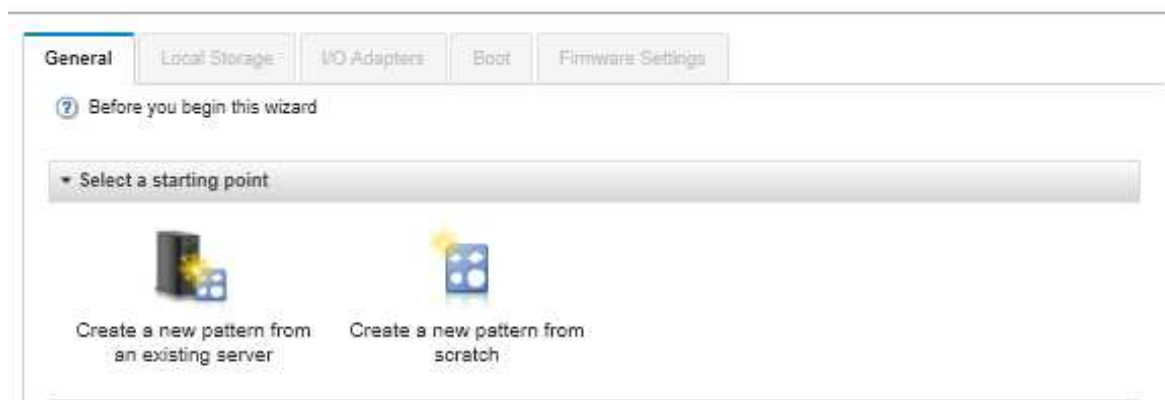 General
Local Storage
I/O Adapters
Boot
Firmware Settings
Before you begin this wizard
Select a starting point
Create a new pattern from
an existing server
Create a new pattern from
scratch